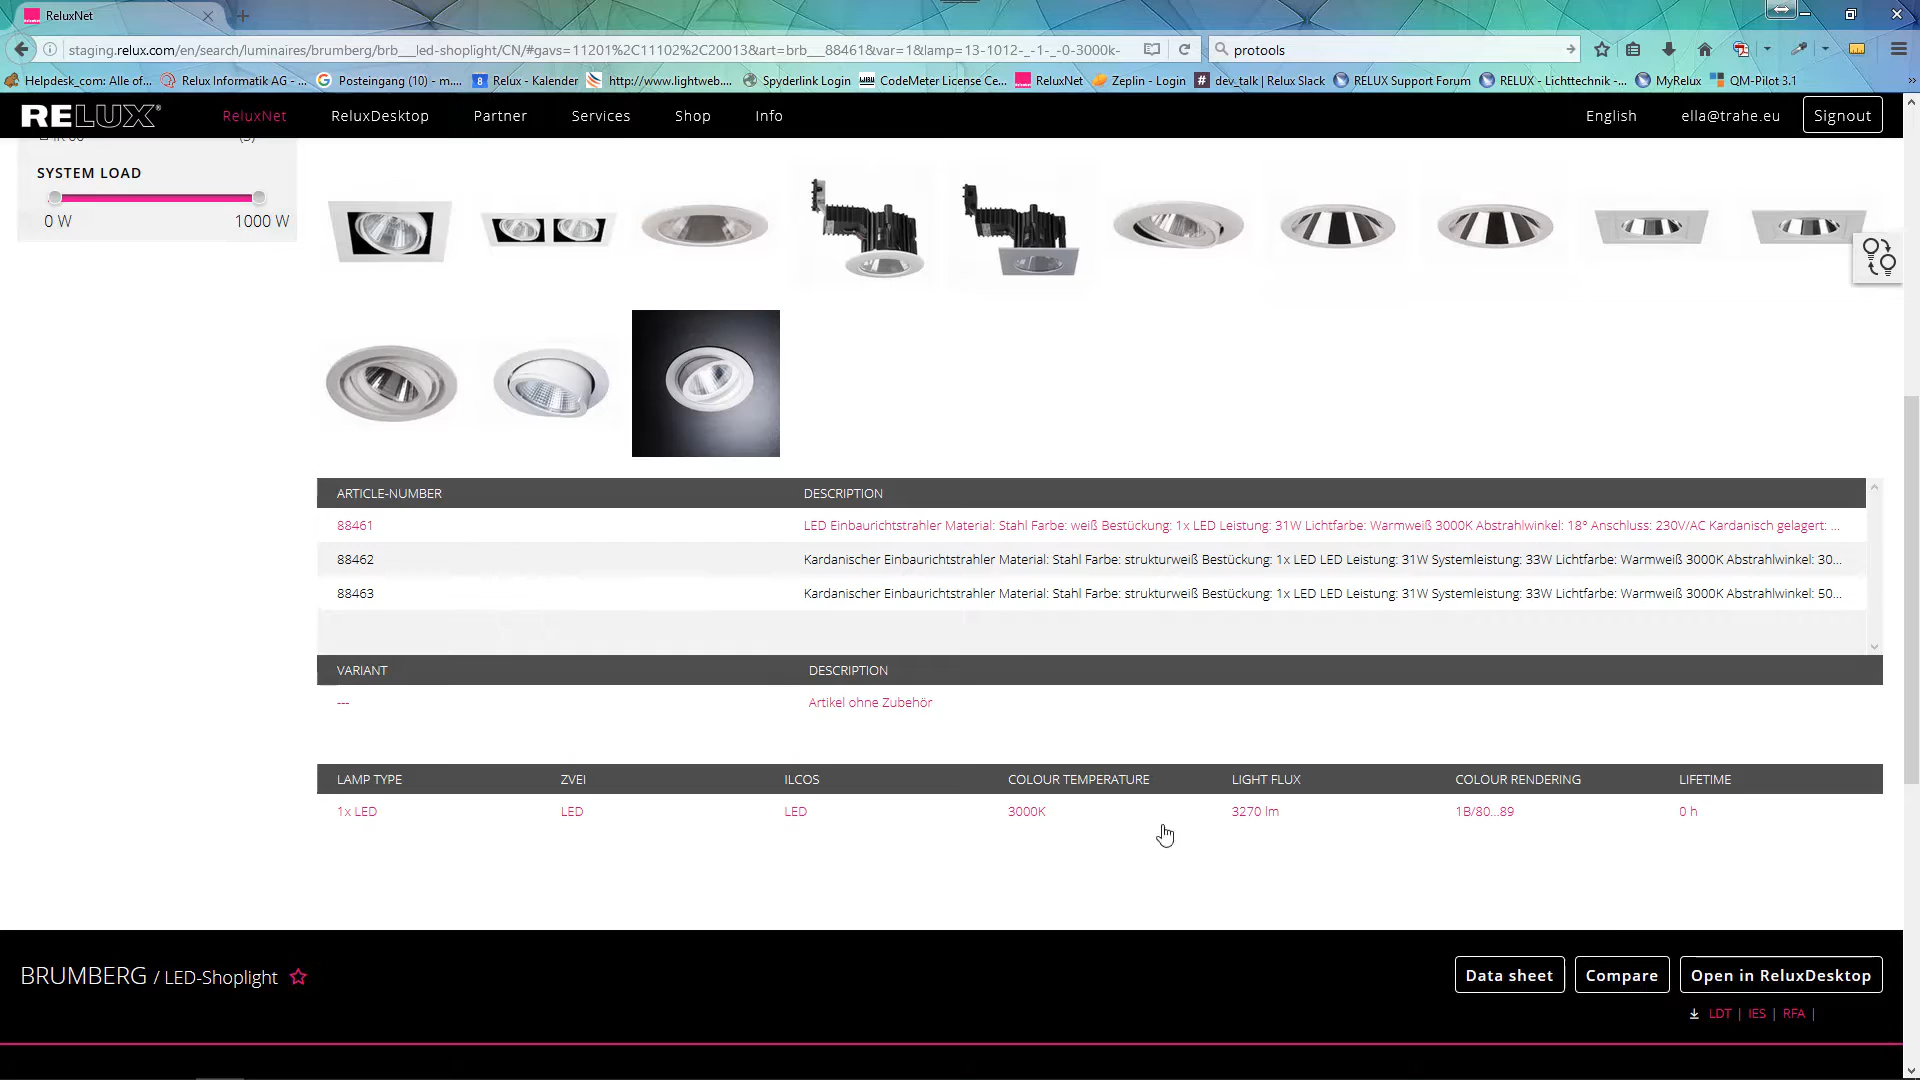 ReluxNet
staging.relux.com/en/search/luminaires/brumberg/brb___led-shoplight/CN/#gavs=11201%2C11102%2C20013&art=brb___88461&var=1&lamp=13-1012-_-1-_-0-3000k-
protools
Helpdesk_com: Alle of... Relux Informatik AG - ... Posteingang (10) - m.... Relux - Kalender http://www.lightweb.... Spyderlink Login CodeMeter License Ce... ReluxNet Zeplin - Login dev_talk | Relux Slack RELUX Support Forum RELUX - Lichttechnik -... MyRelux QM-Pilot 3.1
RELUX ReluxNet ReluxDesktop Partner Services Shop Info English ella@trahe.eu Signout
SYSTEM LOAD
0 W 1000 W
ARTICLE-NUMBER DESCRIPTION
88461 LED Einbaurichtstrahler Material: Stahl Farbe: weiß Bestückung: 1x LED Leistung: 31W Lichtfarbe: Warmweiß 3000K Abstrahlwinkel: 18° Anschluss: 230V/AC Kardanisch gelagert: ...
88462 Kardanischer Einbaurichtstrahler Material: Stahl Farbe: strukturweiß Bestückung: 1x LED LED Leistung: 31W Systemleistung: 33W Lichtfarbe: Warmweiß 3000K Abstrahlwinkel: 30...
88463 Kardanischer Einbaurichtstrahler Material: Stahl Farbe: strukturweiß Bestückung: 1x LED LED Leistung: 31W Systemleistung: 33W Lichtfarbe: Warmweiß 3000K Abstrahlwinkel: 50...
VARIANT DESCRIPTION
--- Artikel ohne Zubehör
LAMP TYPE ZVEI ILCOS COLOUR TEMPERATURE LIGHT FLUX COLOUR RENDERING LIFETIME
1x LED LED LED 3000K 3270 lm 1B/80...89 0 h
BRUMBERG / LED-Shoplight Data sheet Compare Open in ReluxDesktop
LDT | IES | RFA |